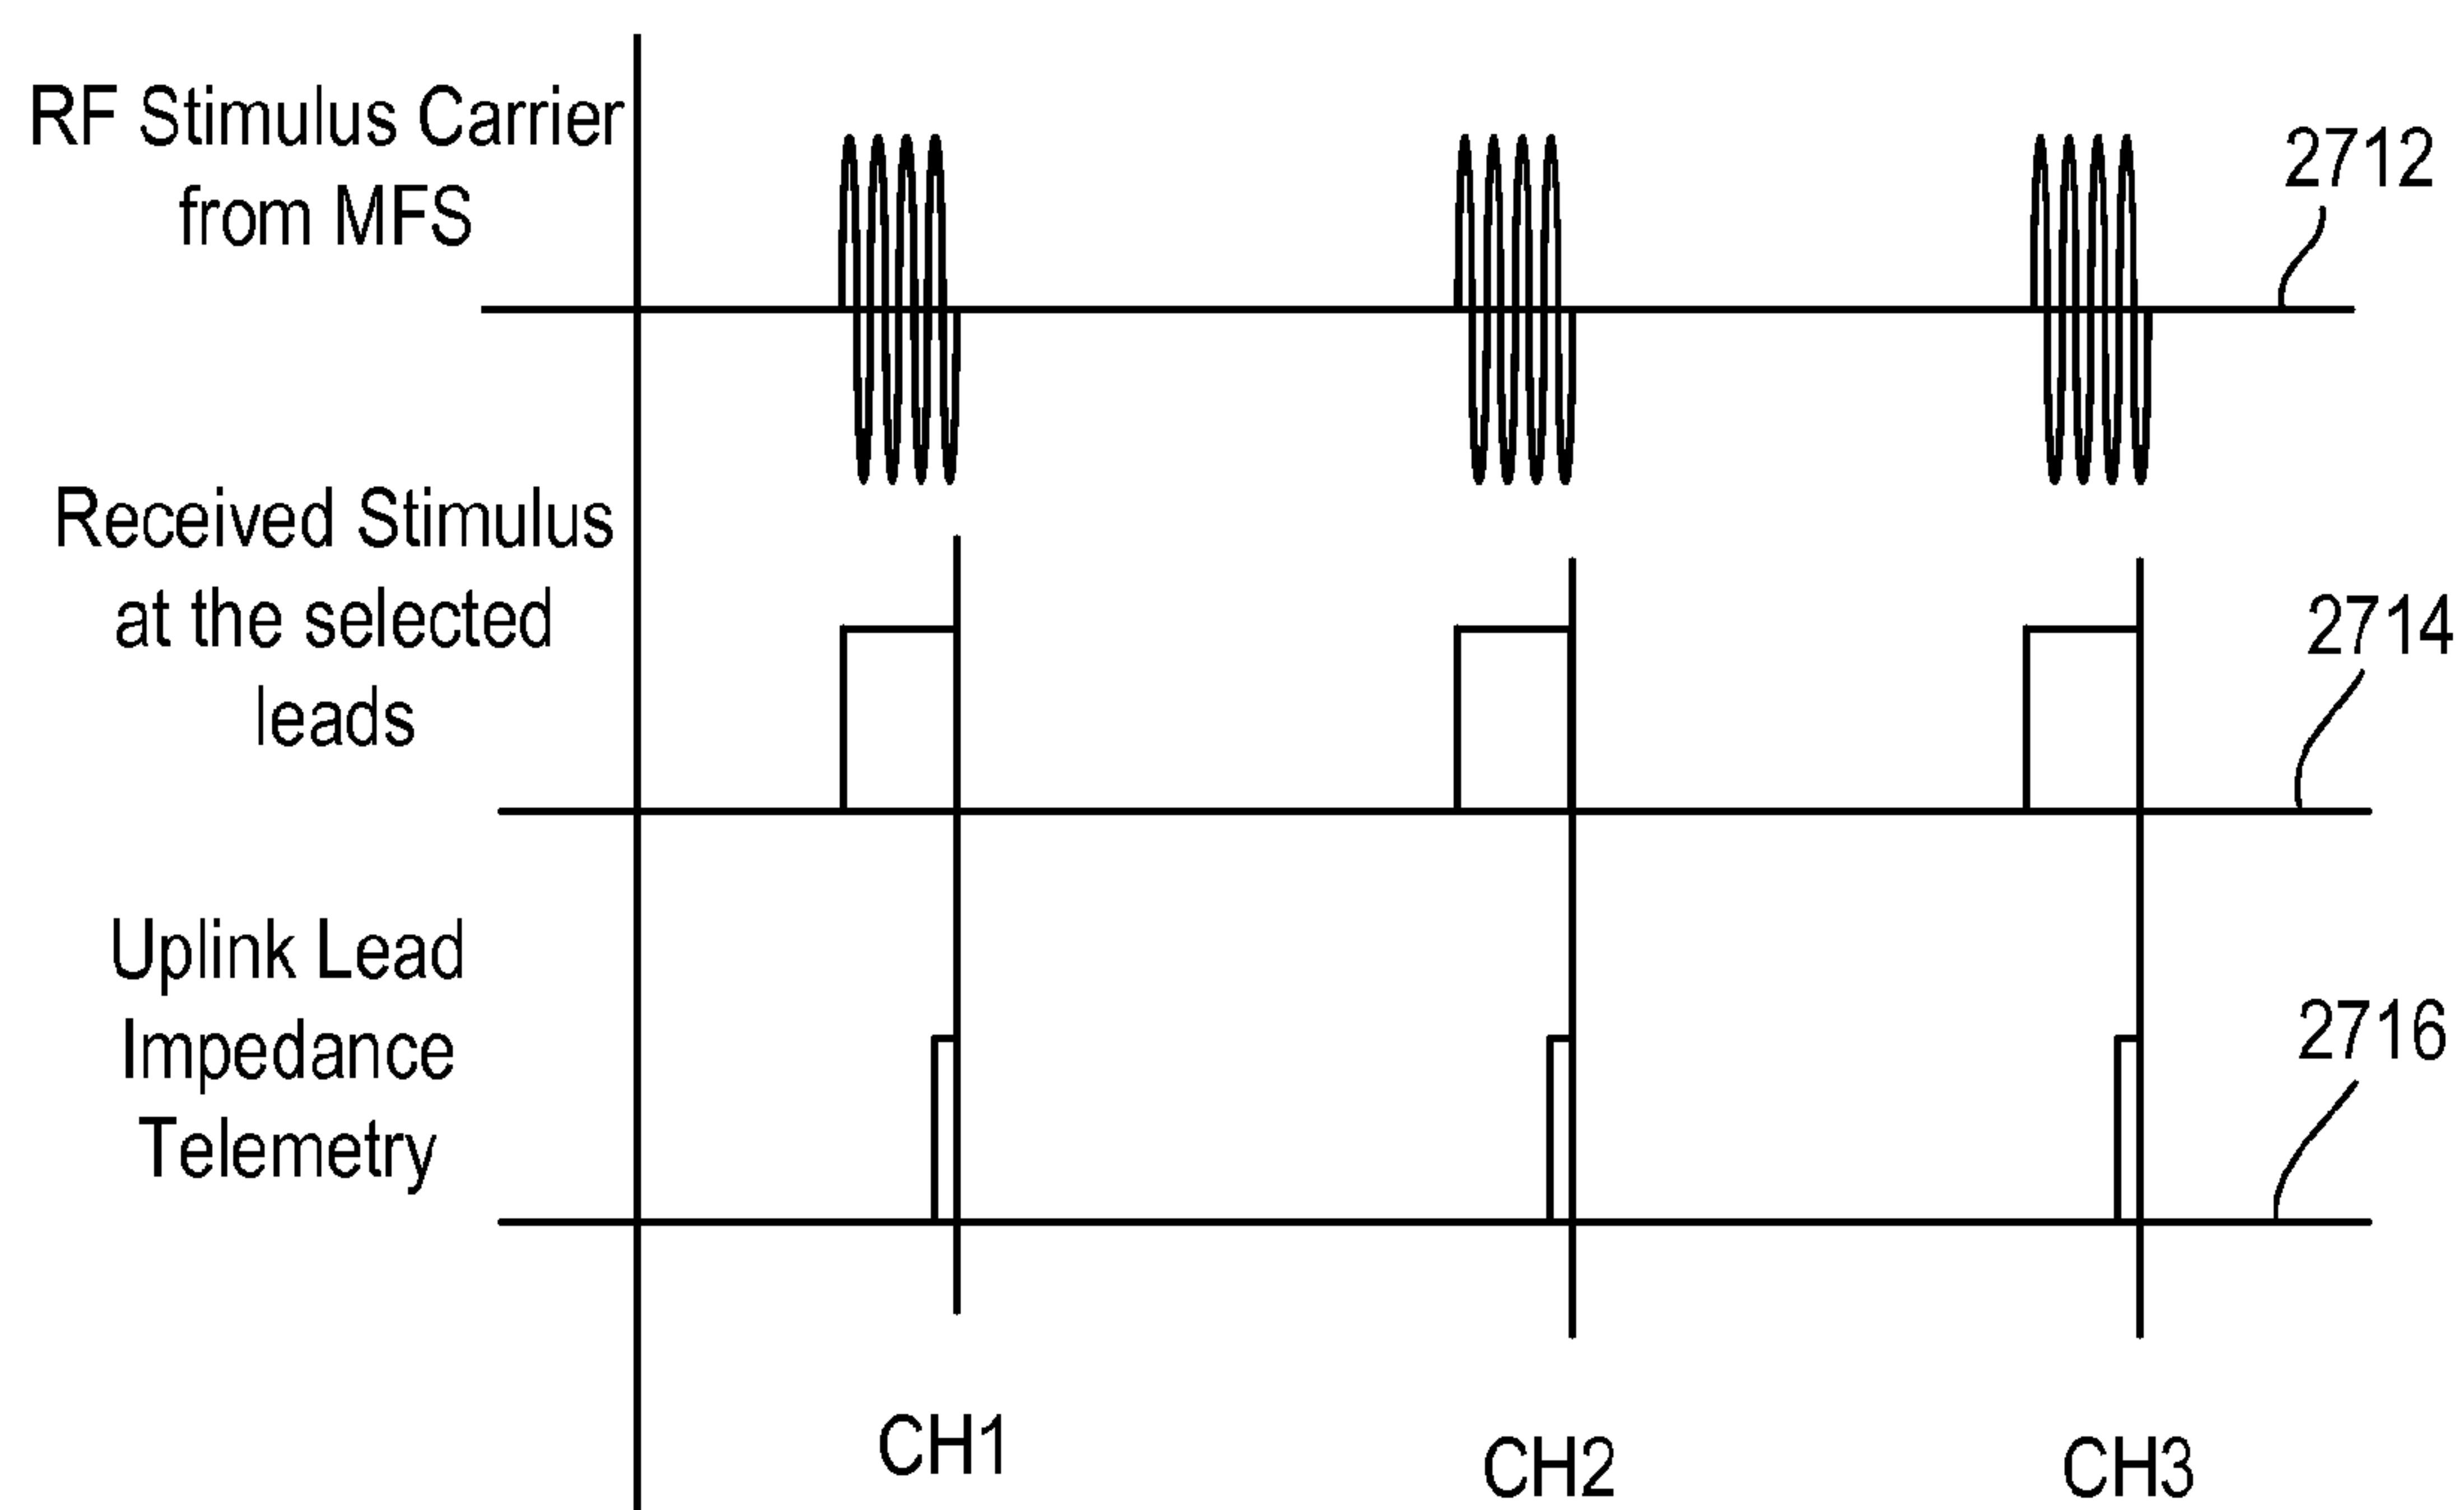 RF Stimulus Carrier
from MFS
2712
Received Stimulus
at the selected
leads
2714
Uplink Lead
Impedance
Telemetry
2716
CH1
CH2
CH3